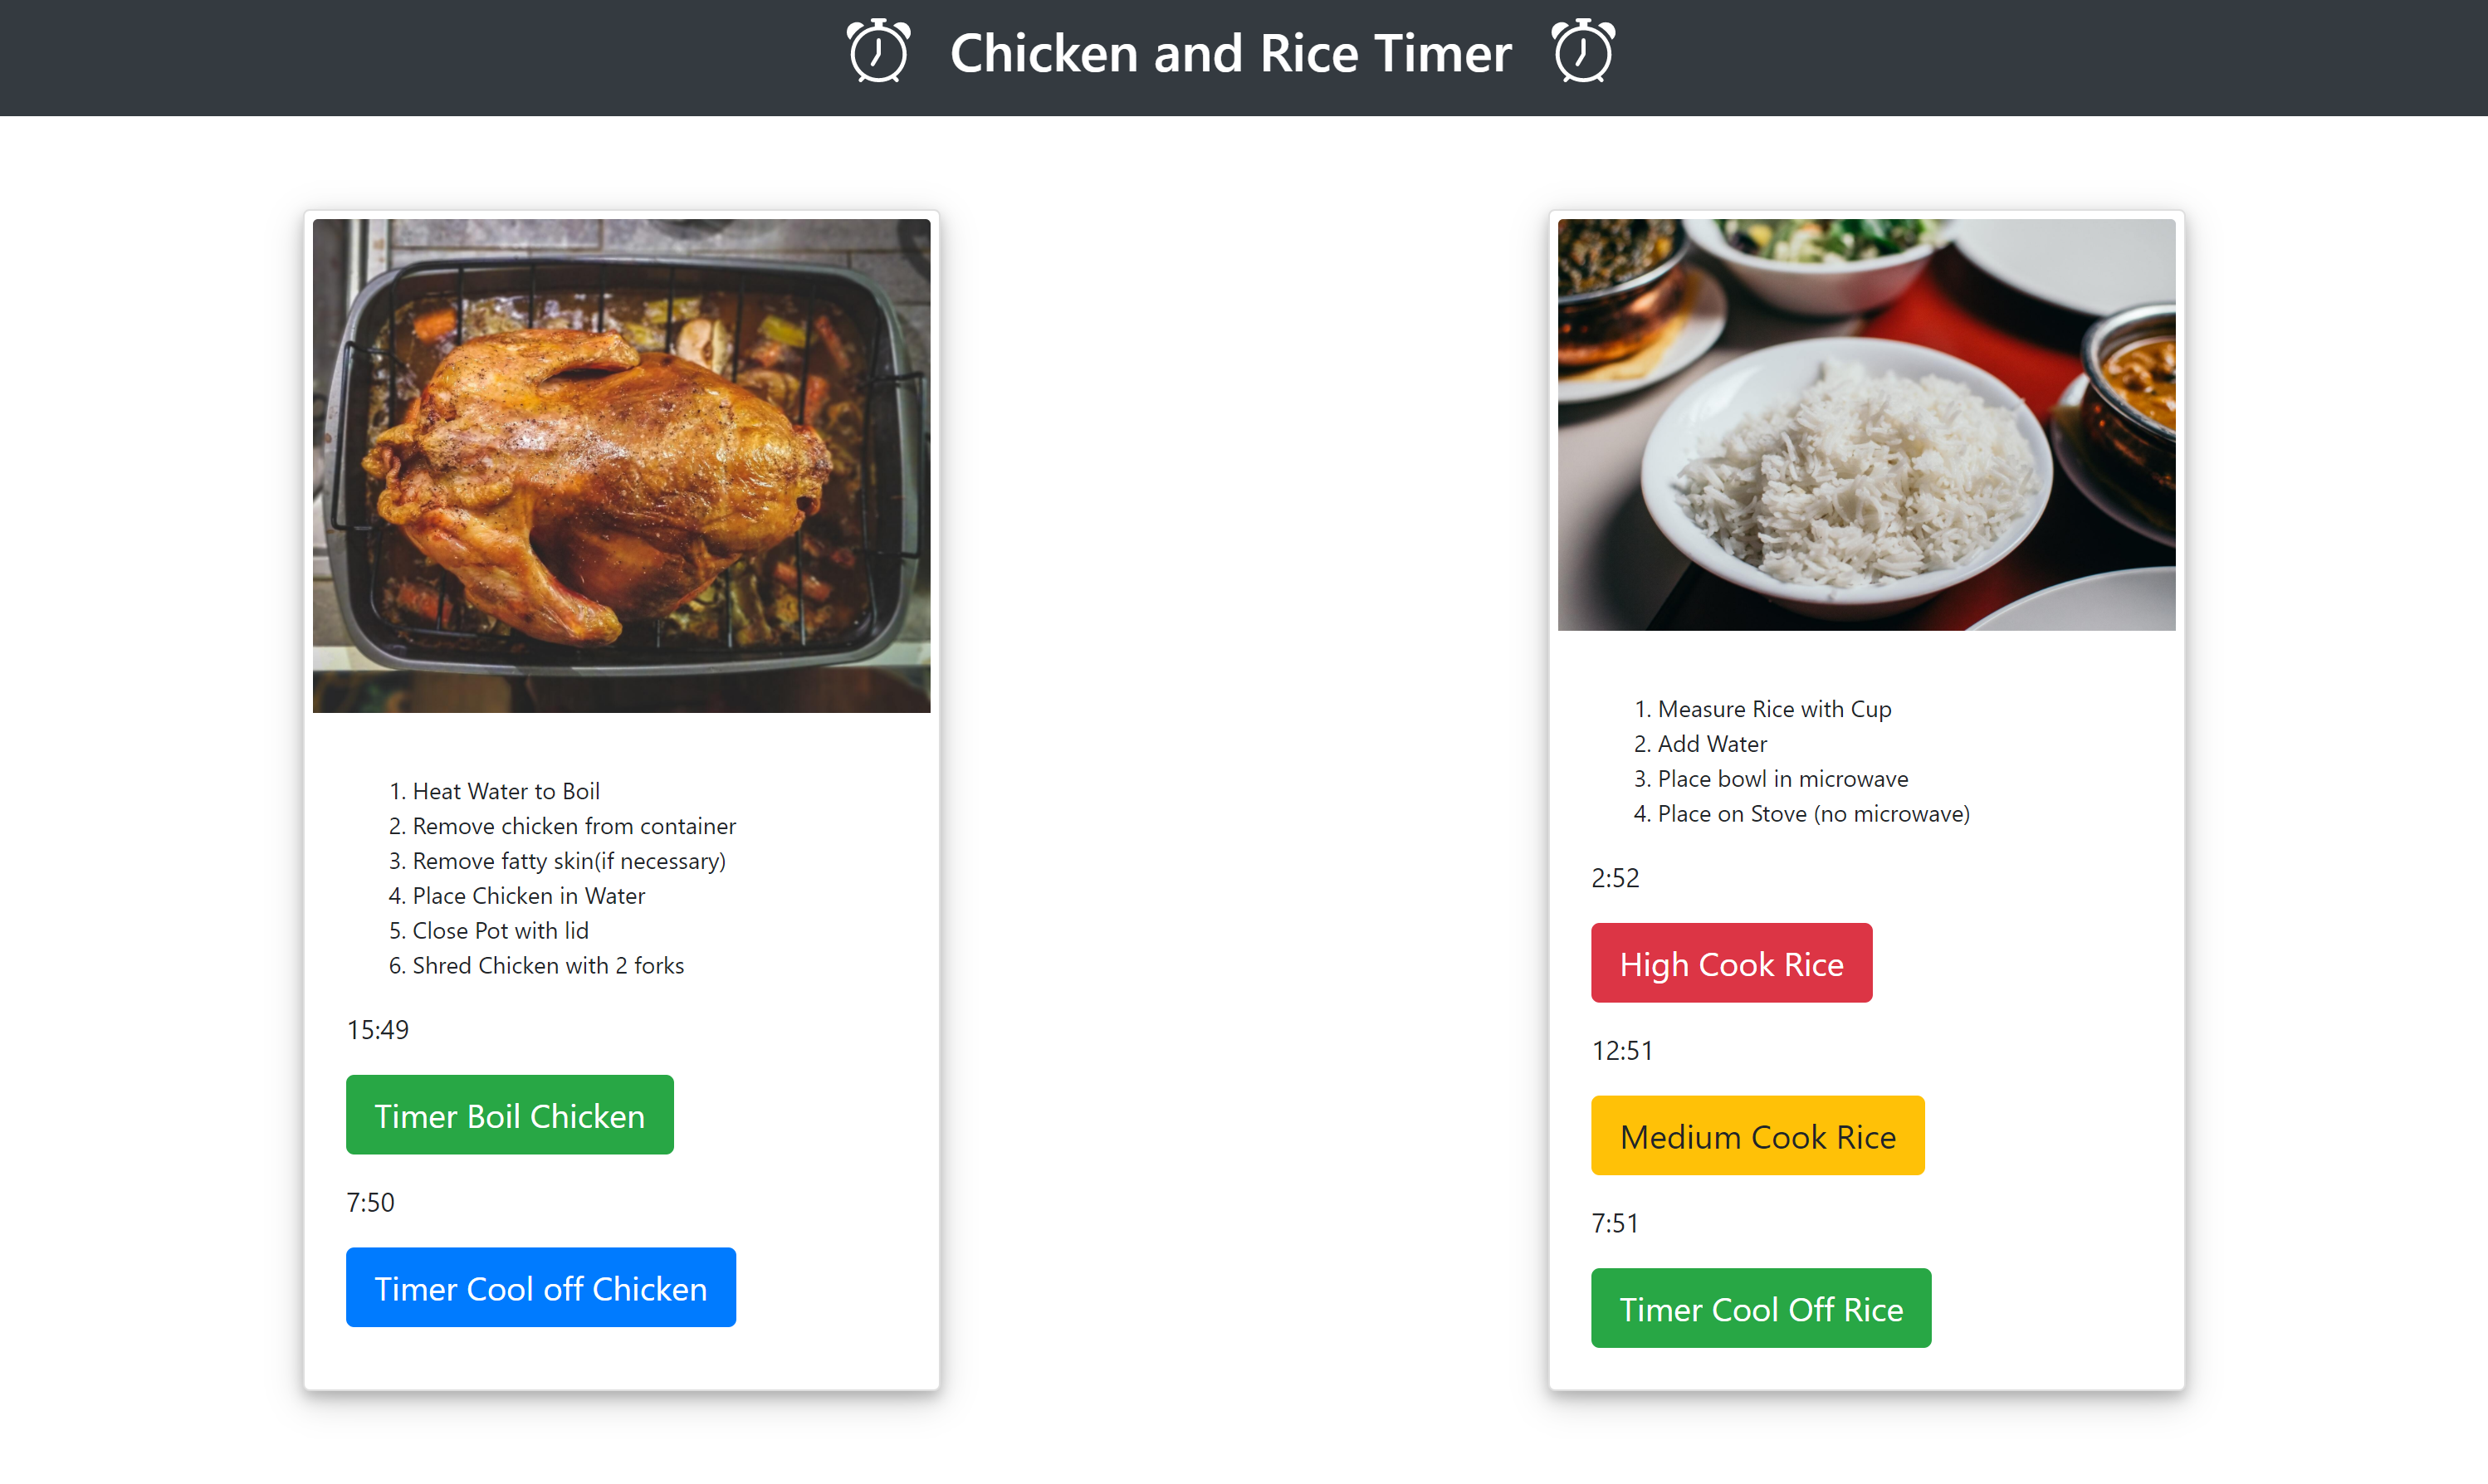 Chicken and Rice Timer
1. Heat Water to Boil
2. Remove chicken from container
3. Remove fatty skin(if necessary)
4. Place Chicken in Water
5. Close Pot with lid
6. Shred Chicken with 2 forks
15:49
Timer Boil Chicken
7:50
Timer Cool off Chicken
1. Measure Rice with Cup
2. Add Water
3. Place bowl in microwave
4. Place on Stove (no microwave)
2:52
High Cook Rice
12:51
Medium Cook Rice
7:51
Timer Cool Off Rice